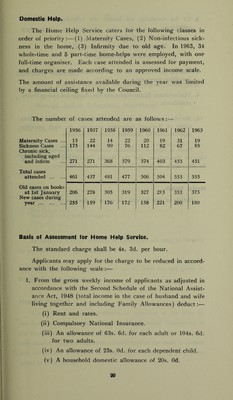 Domestic Help.
The Home Help Service caters for the following classes in
order of priority:—(1) Maternity Cases, (2) Non-infectious sick-
ness in the home, (3) Infirmity due to old age. In 1963, 34
whole-time and 5 part-time home-helps were employed, with one
full-time organiser. Each case attended is assessed for payment,
and charges are made according to an approved income scale.
The amount of assistance available during the year was limited
by a financial ceiling fixed by the Council.
The number of cases attended are as follows:—
1956 1957 1958 1959 1960 1961 1962 1963
Maternity Cases ... 15 22 14 22 20 19 31 19
Sickness Cases 175 144 99 76 112 82 67 85
Chronic sick,
including aged
and infirm ... 271 271 368 379 374 403 455 451
Total cases
attended ... ... 461 437 481 477 506 504 553 555
Old cases on books
at 1st January 206 278 305 319 327 283 353 375
New cases during
year ... ... ... 255 159 176 172 158 221 200 180
Basis of Assessment for Home Help Service.
The standard charge shall be 4s. 3d. per hour.
Applicants may apply for the charge to be reduced in accord-
ance with the following scale:—
1. From the gross weekly income of applicants as adjusted in
accordance with the Second Schedule of the National Assist-
ance Act, 1948 (total income in the case of husband and wife
living together and including Family Allowances) deduct:—
(i) Rent and rates.
(ii) Compulsory National Insurance.
(iii) An allowance of 63s. 6d. for each adult or 104s. 6d.
for two adults.
(iv) An allowance of 23s. 0d. for each dependent child.
(v) A household domestic allowance of 20s. 0d.